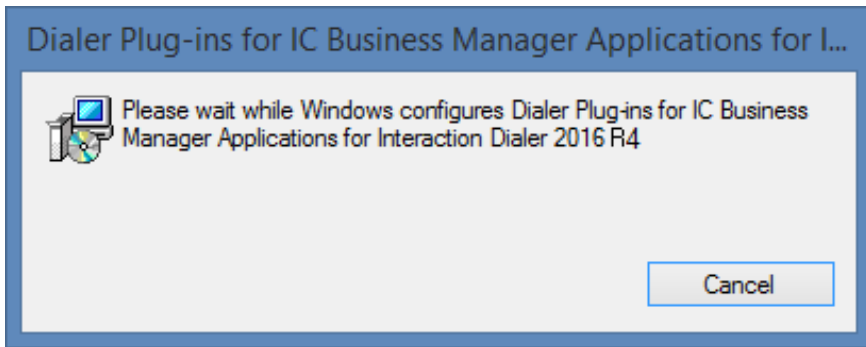 Dialer Plug-ins for IC Business Manager Applications for I...
Please wait while Windows configures Dialer Plug-ins for IC Business
Manager Applications for Interaction Dialer 2016 R4
Cancel